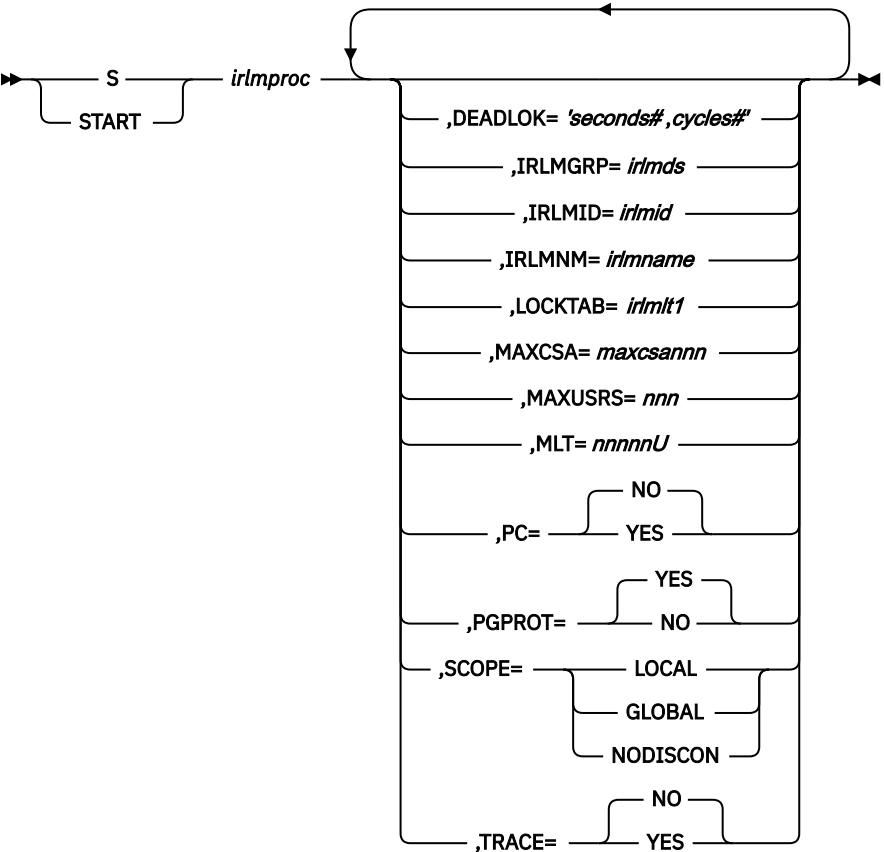 S irlmproc
START
,DEADLOK= 'seconds# ,cycles#'
,IRLMGRP= irlmds
,IRLMID= irlmid
,IRLMNM= irlmname
,LOCKTAB= irlmlt1
,MAXCSA= maxcsannn
,MAXUSRS= nnn
,MLT= nnnnnU
NO
,PC= YES
YES
,PGPROT= NO
,SCOPE= LOCAL
GLOBAL
NODISCON
NO
,TRACE= YES